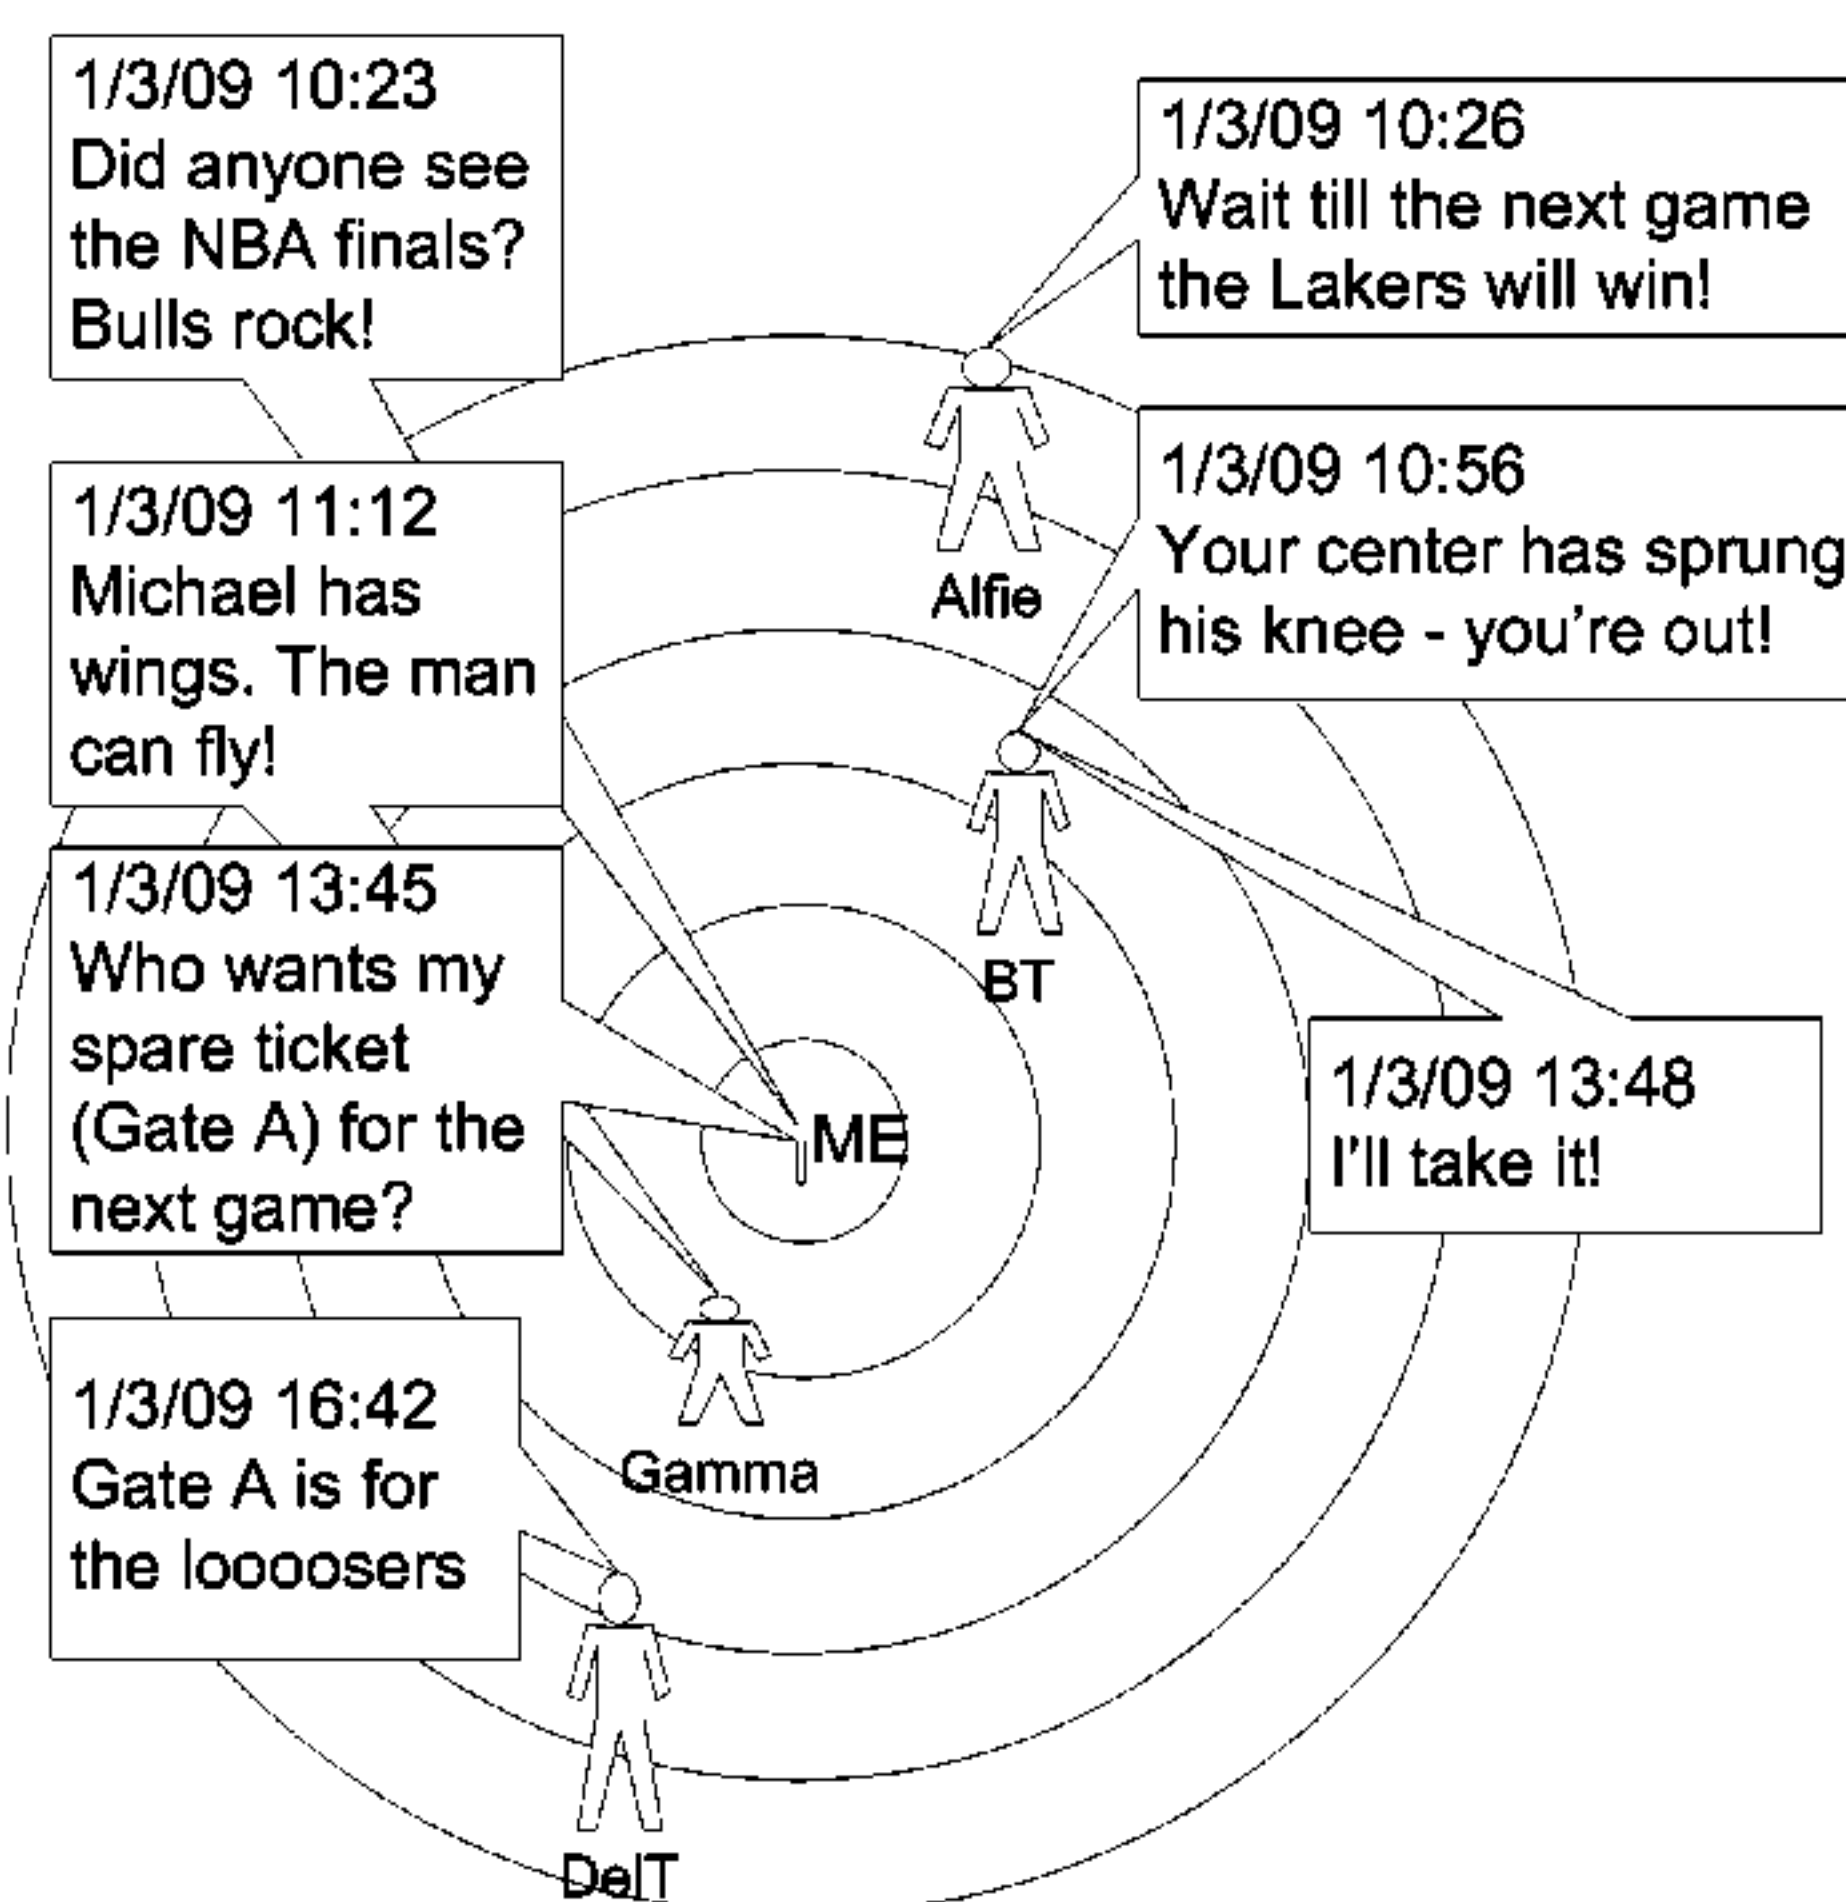 1/3/09 10:23
Did anyone see
the NBA finals?
Bulls rock!
1/3/09 10:26
Wait till the next game
the Lakers will win!
1/3/09 10:56
Your center has sprung
his knee - you're out!
1/3/09 11:12
Michael has
wings. The man
can fly!
Alfie
1/3/09 13:45
Who wants my
spare ticket
(Gate A) for the
next game?
BT
ME
1/3/09 13:48
I'll take it!
1/3/09 16:42
Gate A is for
the loooosers
Gamma
DelT